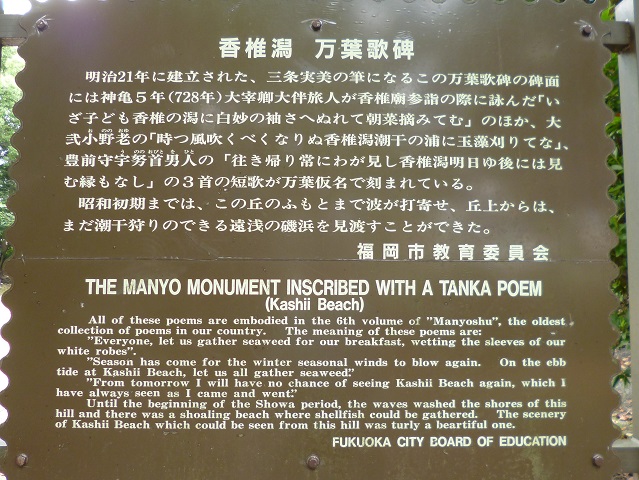 香椎潟 万葉歌碑
明治21年に建立された、三条実美の筆になるこの万葉歌碑の碑面
には神亀5年(728年)大宰卿大伴旅人が香椎廟参詣の際に詠んだ「い
ざ子ども香椎の潟に白妙の袖さへぬれて朝菜摘みてむ」のほか、大
弐小野老の「時つ風吹くべくなりぬ香椎潟潮干の浦に玉藻刈りてな」、
豊前守宇努首男人の「往き帰り常にわが見し香椎潟明日ゆ後には見
む縁もなし」の3首の短歌が万葉仮名で刻まれている。
昭和初期までは、この丘のふもとまで波が打寄せ、丘上からは、
まだ潮干狩りのできる遠浅の磯浜を見渡すことができた。
福岡市教育委員会
THE MANYO MONUMENT INSCRIBED WITH A TANKA POEM
(Kashii Beach)
All of these poems are embodied in the 6th volume of "Manyoshu", the oldest
collection of poems in our country. The meaning of these poems are:
"Everyone, let us gather seaweed for our breakfast, wetting the sleeves of our
white robes".
"Season has come for the winter seasonal winds to blow again. On the ebb
tide at Kashii Beach, let us all gather seaweed."
"From tomorrow I will have no chance of seeing Kashii Beach again, which I
have always seen as I came and went."
Until the beginning of the Showa period, the waves washed the shores of this
hill and there was a shoaling beach where shellfish could be gathered. The scenery
of Kashii Beach which could be seen from this hill was turly a beartiful one.
FUKUOKA CITY BOARD OF EDUCATION